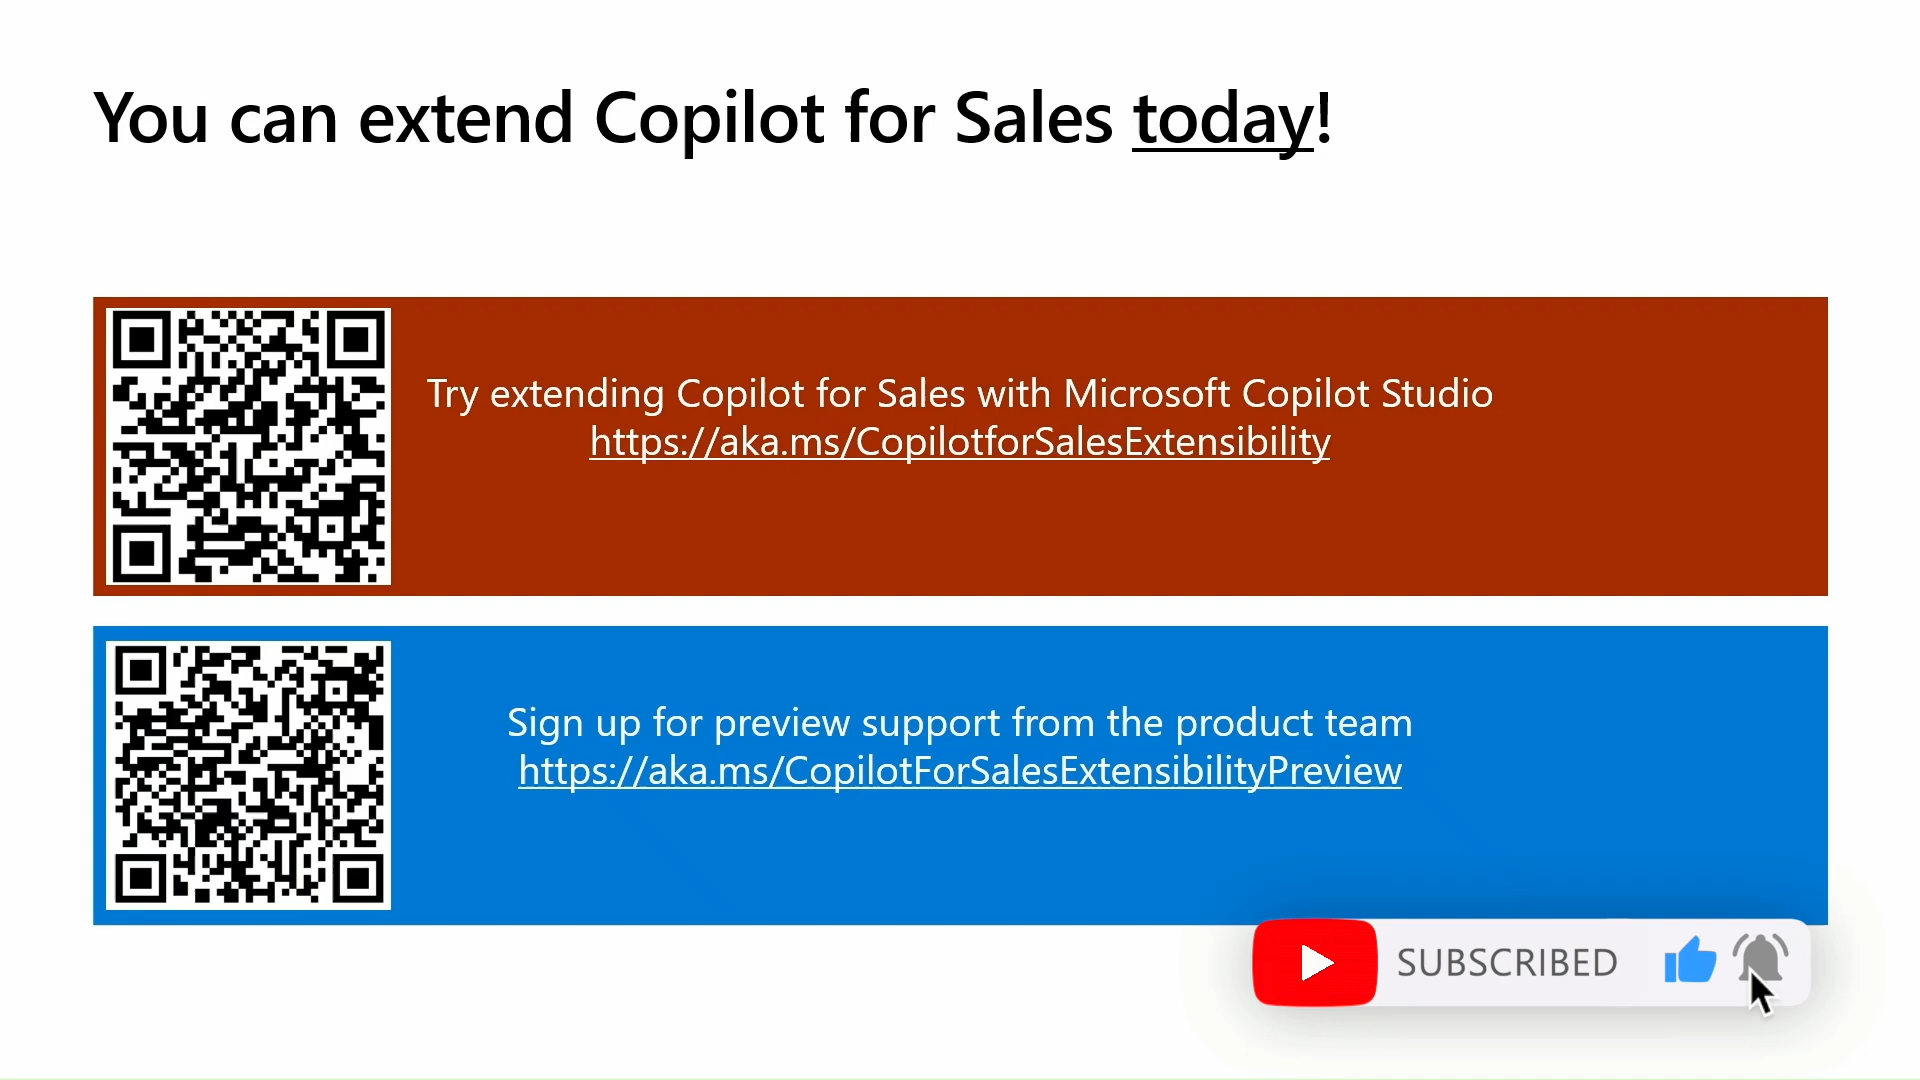 You can extend Copilot for Sales today!
Try extending Copilot for Sales with Microsoft Copilot Studio
https://aka.ms/CopilotforSalesExtensibility
Sign up for preview support from the product team
https://aka.ms/CopilotForSalesExtensibilityPreview
SUBSCRIBED